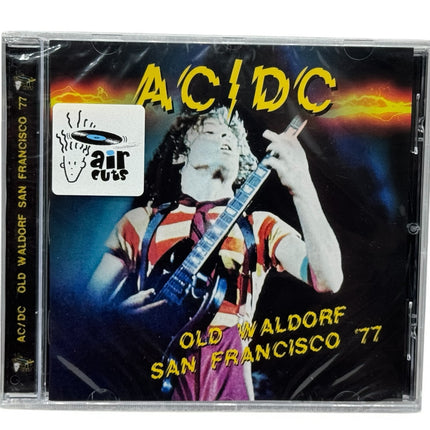 AC/DC
air
cuts
OLD WALDORF
SAN FRANCISCO '77
AC/DC OLD WALDORF SAN FRANCISCO '77